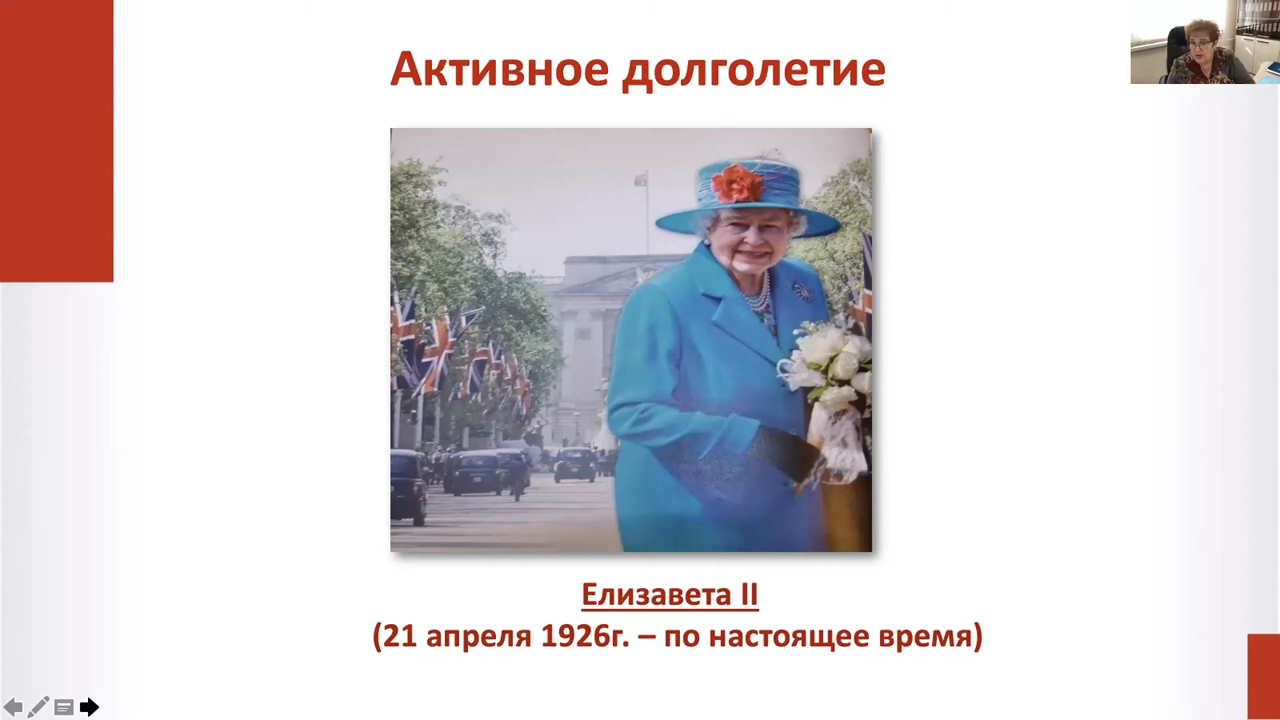 Активное долголетие
Елизавета II
(21 апреля 1926г. – по настоящее время)